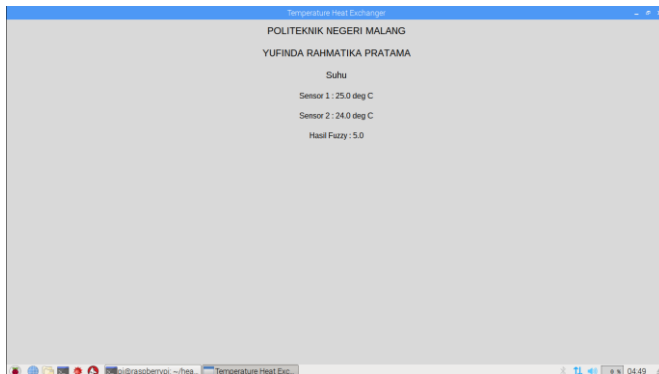 Temperature Heat Exchanger
POLITEKNIK NEGERI MALANG
YUFINDA RAHMATIKA PRATAMA
Suhu
Sensor 1 : 25.0 deg C
Sensor 2 : 24.0 deg C
Hasil Fuzzy : 5.0
pi@raspberrypi: ~/hea...
Temperature Heat Exc...
04:49